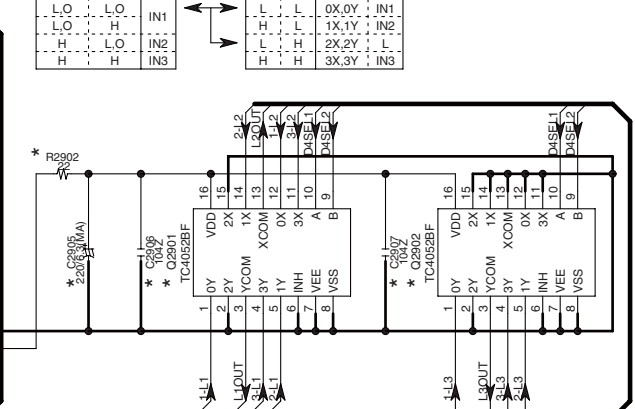 L,O L,O IN1
L,O H
H L,O IN2
H H IN3
L L 0X,0Y IN1
H L 1X,1Y IN2
L H 2X,2Y L
H H 3X,3Y IN3
2-L2
L2OUT
1-L2
3-L2
D4SEL1
D4SEL2
D4SEL1
D4SEL2
* R2902
22
16 15 14 13 12 11 10 9
VDD 2X 1X XCOM 0X 3X A B
0Y 2Y YCOM 3Y 1Y INH VEE VSS
1 2 3 4 5 6 7 8
* C2905
220/6.3(MA)
* C2906
104Z
* Q2901
TC4052BF
* C2907
104Z
* Q2902
TC4052BF
16 15 14 13 12 11 10 9
VDD 2X 1X XCOM 0X 3X A B
0Y 2Y YCOM 3Y 1Y INH VEE VSS
1 2 3 4 5 6 7 8
1-L1
L1OUT
3-L1
2-L1
1-L3
L3OUT
3-L3
2-L3